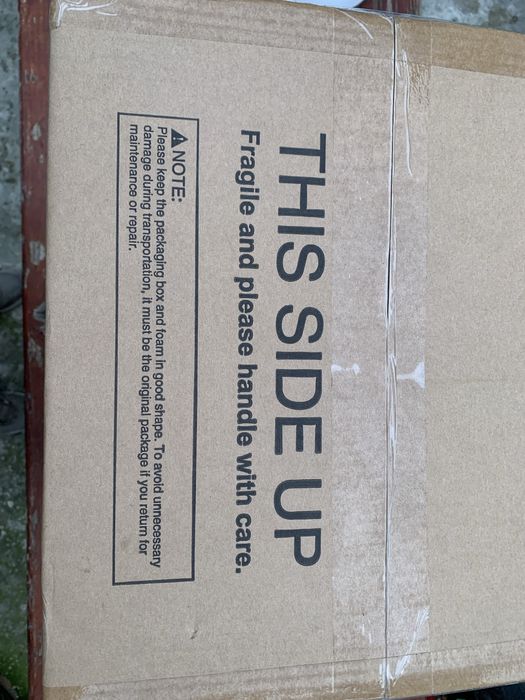 THIS SIDE UP
Fragile and please handle with care.
⚠ NOTE:
Please keep the packaging box and foam in good shape. To avoid unnecessary
damage during transportation, it must be the original package if you return for
maintenance or repair.